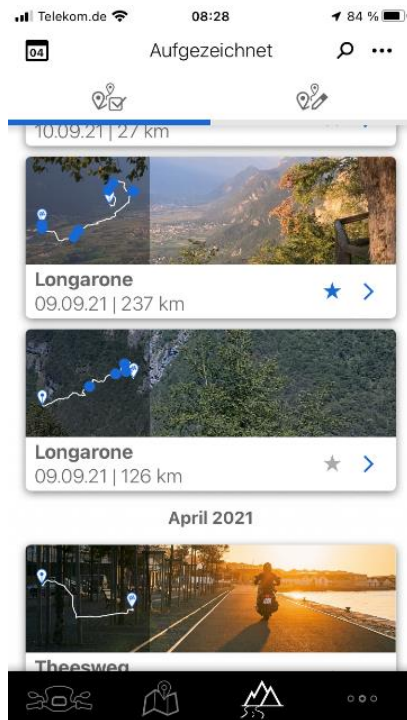 Telekom.de 08:28 84 %
04 Aufgezeichnet
10.09.21 | 27 km
Longarone
09.09.21 | 237 km
Longarone
09.09.21 | 126 km
April 2021
Theesweg